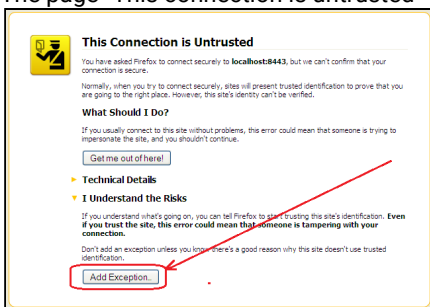 This Connection is Untrusted
You have asked Firefox to connect securely to localhost:8443, but we can't confirm that your
connection is secure.
Normally, when you try to connect securely, sites will present trusted identification to prove that you
are going to the right place. However, this site's identity can't be verified.
What Should I Do?
If you usually connect to this site without problems, this error could mean that someone is trying to
impersonate the site, and you shouldn't continue.
Get me out of here!
Technical Details
I Understand the Risks
If you understand what's going on, you can tell Firefox to start trusting this site's identification. Even
if you trust the site, this error could mean that someone is tampering with your
connection.
Don't add an exception unless you know there's a good reason why this site doesn't use trusted
identification.
Add Exception...